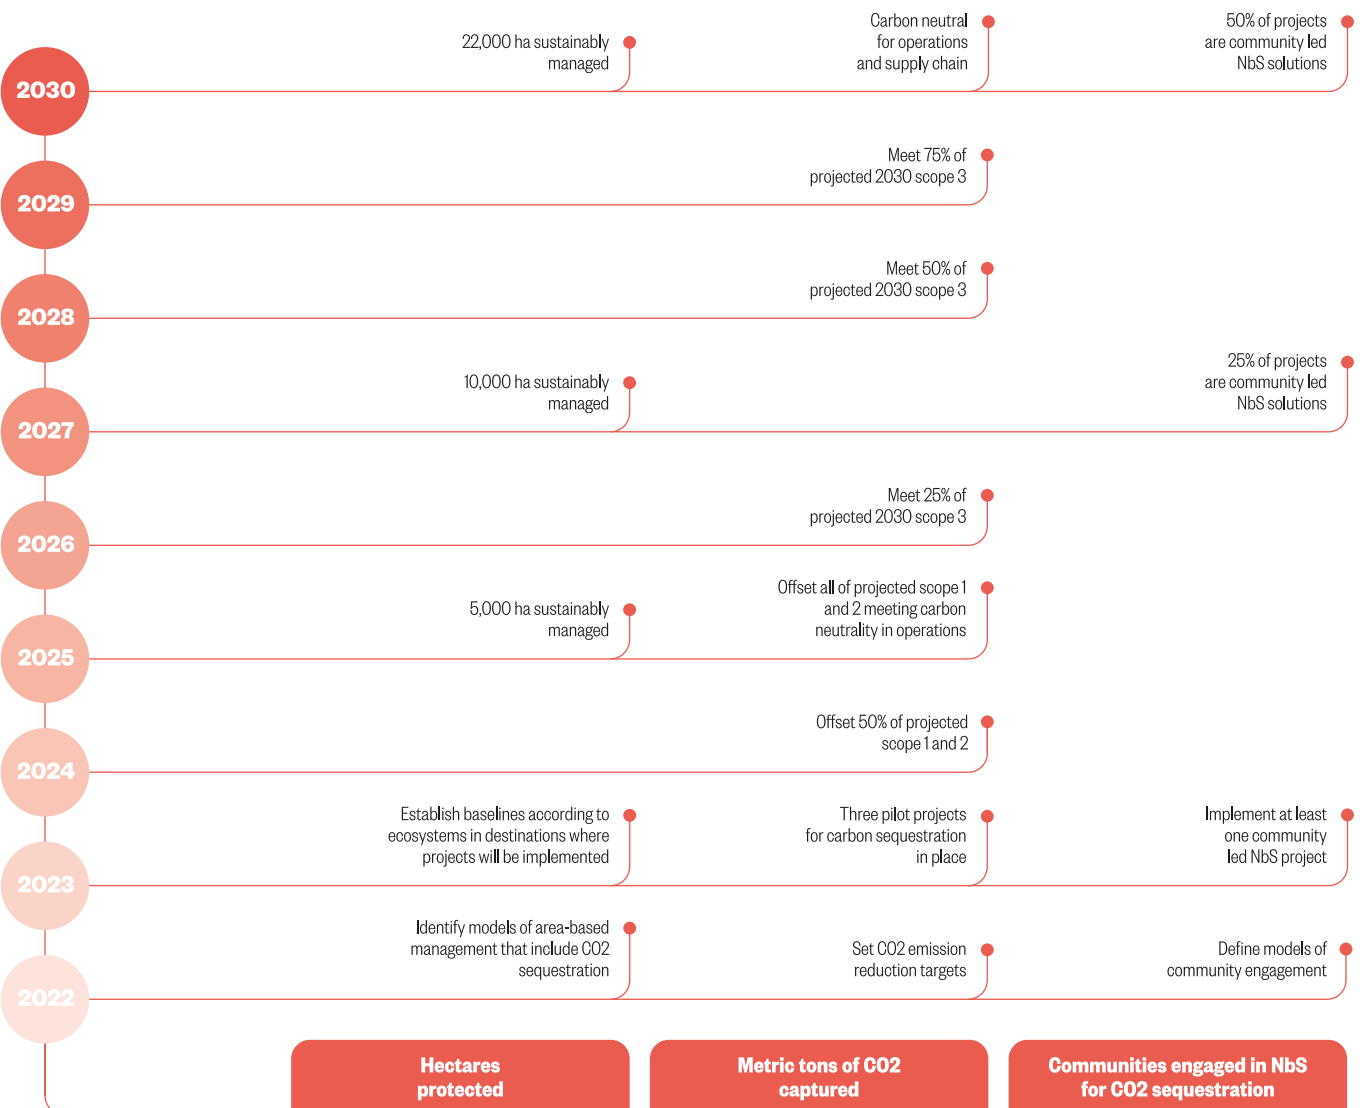 2030
22,000 ha sustainably
managed
Carbon neutral
for operations
and supply chain
50% of projects
are community led
NbS solutions
2029
Meet 75% of
projected 2030 scope 3
2028
Meet 50% of
projected 2030 scope 3
2027
10,000 ha sustainably
managed
25% of projects
are community led
NbS solutions
2026
Meet 25% of
projected 2030 scope 3
2025
5,000 ha sustainably
managed
Offset all of projected scope 1
and 2 meeting carbon
neutrality in operations
2024
Offset 50% of projected
scope 1 and 2
2023
Establish baselines according to
ecosystems in destinations where
projects will be implemented
Three pilot projects
for carbon sequestration
in place
Implement at least
one community
led NbS project
2022
Identify models of area-based
management that include CO2
sequestration
Set CO2 emission
reduction targets
Define models of
community engagement
Hectares
protected
Metric tons of CO2
captured
Communities engaged in NbS
for CO2 sequestration